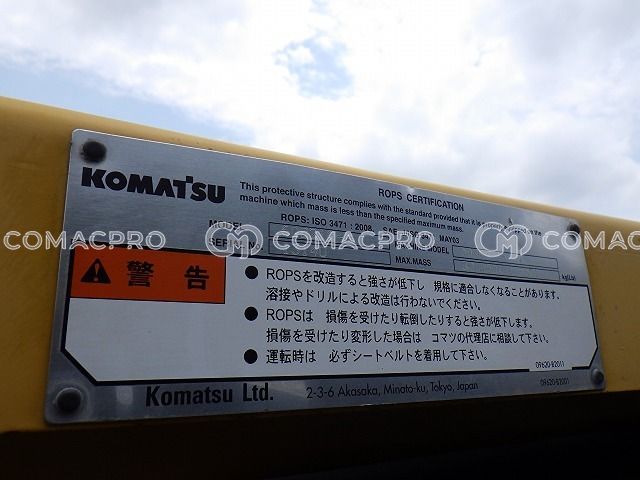 KOMATSU
ROPS CERTIFICATION
This protective structure complies with the standard provided that it is properly equipped on the
machine which mass is less than the specified maximum mass.
ROPS: ISO 3471 : 2008, MAY03
MODEL
SERIAL
MODEL
MAX.MASS
kg(Lb)
COMACPRO COMACPRO COMACPRO
警告
● ROPSを改造すると強さが低下し 規格に適合しなくなることがあります。
溶接やドリルによる改造は行わないでください。
● ROPSは 損傷を受けたり転倒したりすると強さが低下します。
損傷を受けたり変形した場合は コマツの代理店に相談して下さい。
● 運転時は 必ずシートベルトを着用して下さい。
09620-B2011
Komatsu Ltd. 2-3-6 Akasaka, Minato-ku, Tokyo, Japan
09620-B2001